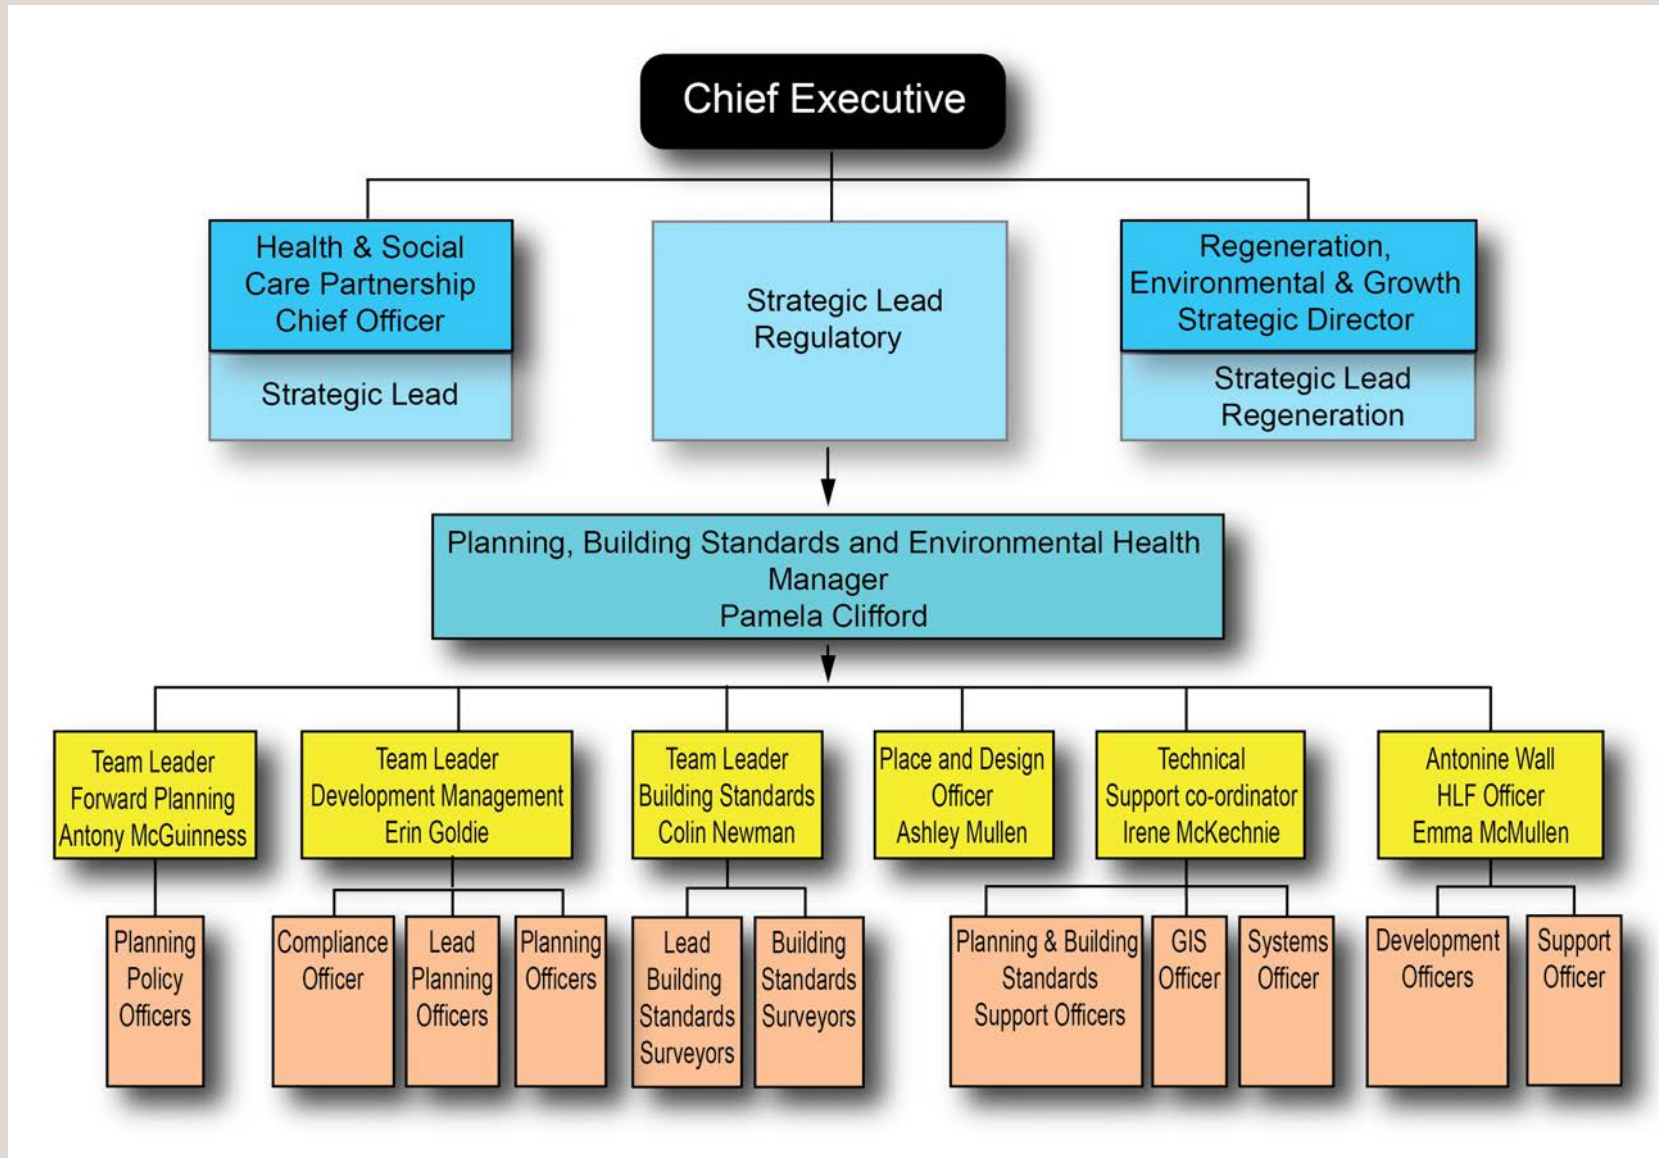 Chief Executive
Health & Social
Care Partnership
Chief Officer
Strategic Lead
Strategic Lead
Regulatory
Regeneration,
Environmental & Growth
Strategic Director
Strategic Lead
Regeneration
Planning, Building Standards and Environmental Health
Manager
Pamela Clifford
Team Leader
Forward Planning
Antony McGuinness
Team Leader
Development Management
Erin Goldie
Team Leader
Building Standards
Colin Newman
Place and Design
Officer
Ashley Mullen
Technical
Support co-ordinator
Irene McKechnie
Antonine Wall
HLF Officer
Emma McMullen
Planning
Policy
Officers
Compliance
Officer
Lead
Planning
Officers
Planning
Officers
Lead
Building
Standards
Surveyors
Building
Standards
Surveyors
Planning & Building
Standards
Support Officers
GIS
Officer
Systems
Officer
Development
Officers
Support
Officer